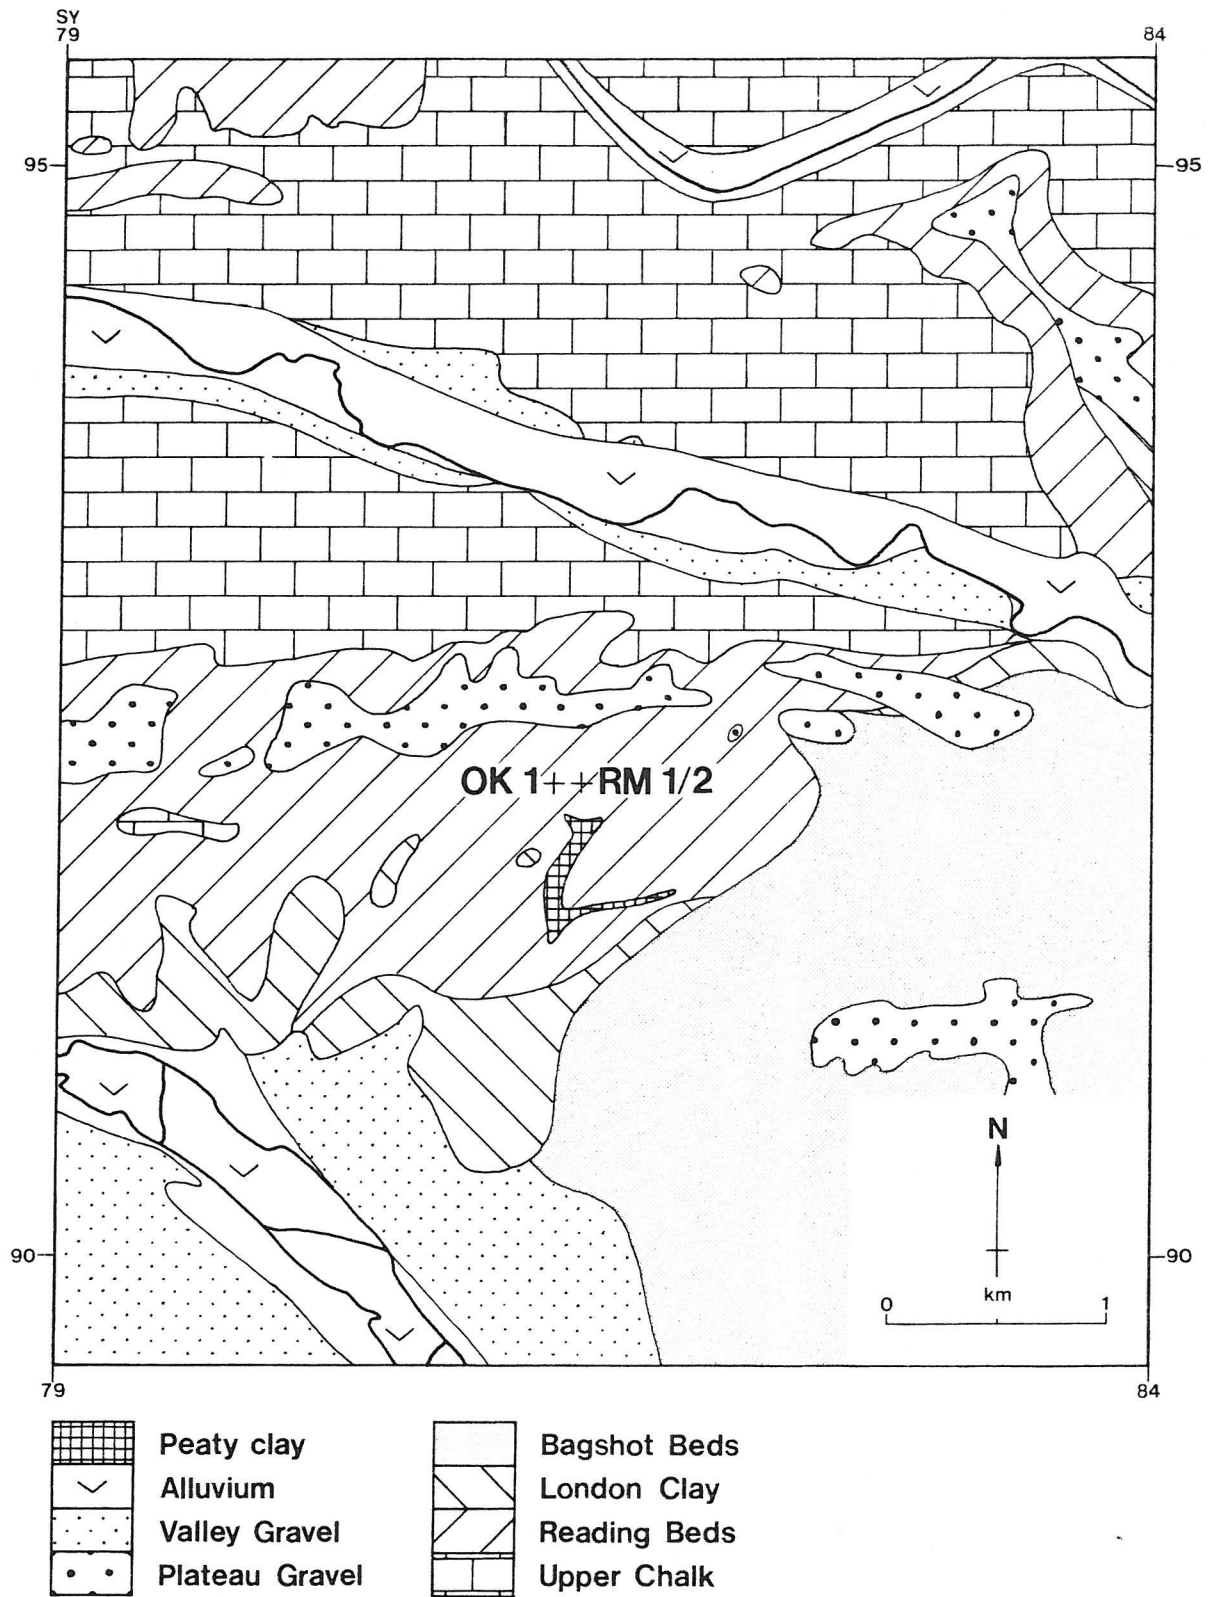 SY
79
84
95
95
OK 1++RM 1/2
N
90
90
km
0
1
79
84
Peaty clay
Bagshot Beds
Alluvium
London Clay
Valley Gravel
Reading Beds
Plateau Gravel
Upper Chalk